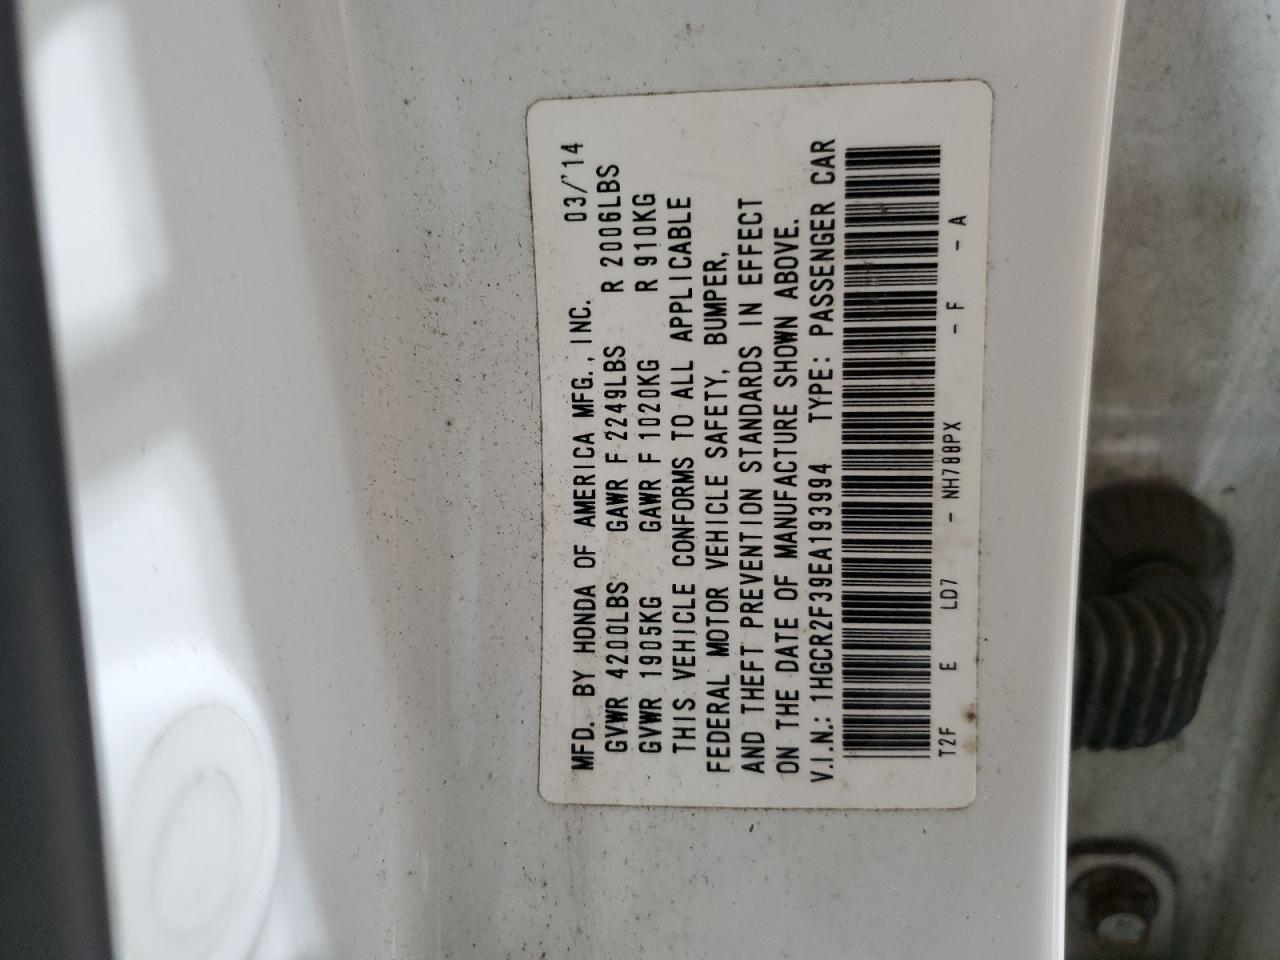 MFD. BY HONDA OF AMERICA MFG., INC. 03/'14
GVWR 4200LBS GAWR F 2249LBS R 2006LBS
GVWR 1905KG GAWR F 1020KG R 910KG
THIS VEHICLE CONFORMS TO ALL APPLICABLE
FEDERAL MOTOR VEHICLE SAFETY, BUMPER,
AND THEFT PREVENTION STANDARDS IN EFFECT
ON THE DATE OF MANUFACTURE SHOWN ABOVE.
V.I.N.: 1HGCR2F39EA193994 TYPE: PASSENGER CAR
T2F E LD7 - NH788PX - F - A